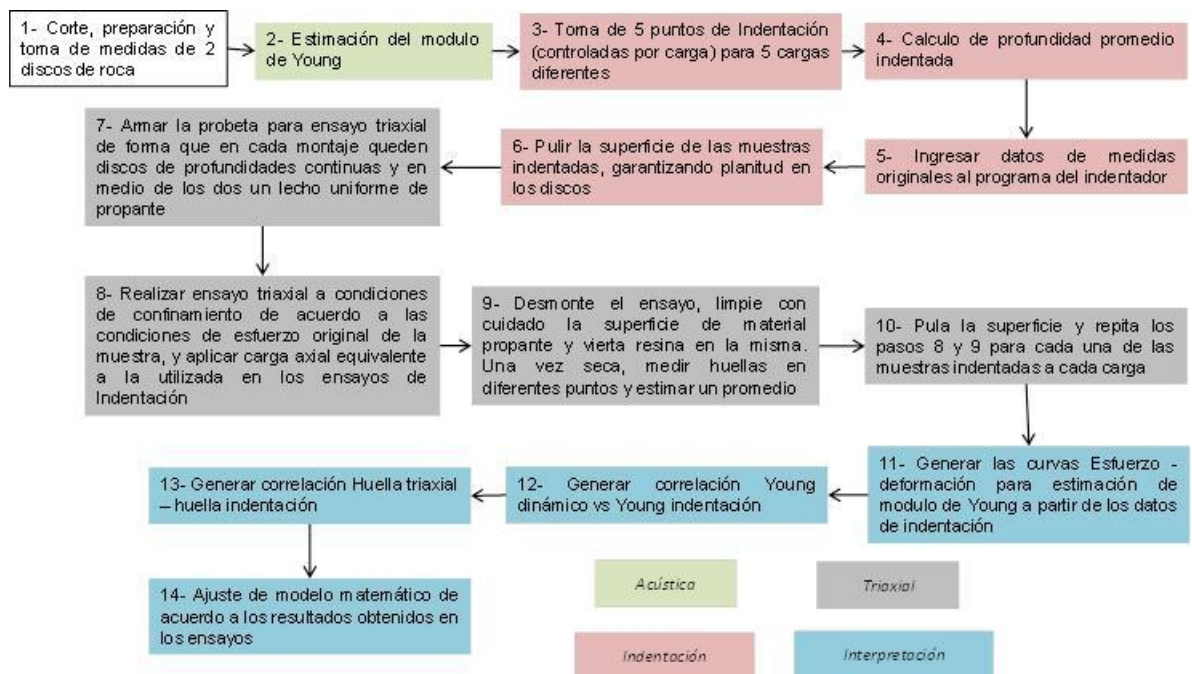 1- Corte, preparación y
toma de medidas de 2
discos de roca
2- Estimación del modulo
de Young
3- Toma de 5 puntos de Indentación
(controladas por carga) para 5 cargas
diferentes
4- Calculo de profundidad promedio
indentada
5- Ingresar datos de medidas
originales al programa del indentador
6- Pulir la superficie de las muestras
indentadas, garantizando planitud en
los discos
7- Armar la probeta para ensayo triaxial
de forma que en cada montaje queden
discos de profundidades continuas y en
medio de los dos un lecho uniforme de
propante
8- Realizar ensayo triaxial a condiciones
de confinamiento de acuerdo a las
condiciones de esfuerzo original de la
muestra, y aplicar carga axial equivalente
a la utilizada en los ensayos de
Indentación
9- Desmonte el ensayo, limpie con
cuidado la superficie de material
propante y vierta resina en la misma.
Una vez seca, medir huellas en
diferentes puntos y estimar un promedio
10- Pula la superficie y repita los
pasos 8 y 9 para cada una de las
muestras indentadas a cada carga
11- Generar las curvas Esfuerzo -
deformación para estimación de
modulo de Young a partir de los datos
de indentación
12- Generar correlación Young
dinámico vs Young indentación
13- Generar correlación Huella triaxial
– huella indentación
14- Ajuste de modelo matemático de
acuerdo a los resultados obtenidos en
los ensayos
Acústica
Triaxial
Indentación
Interpretación